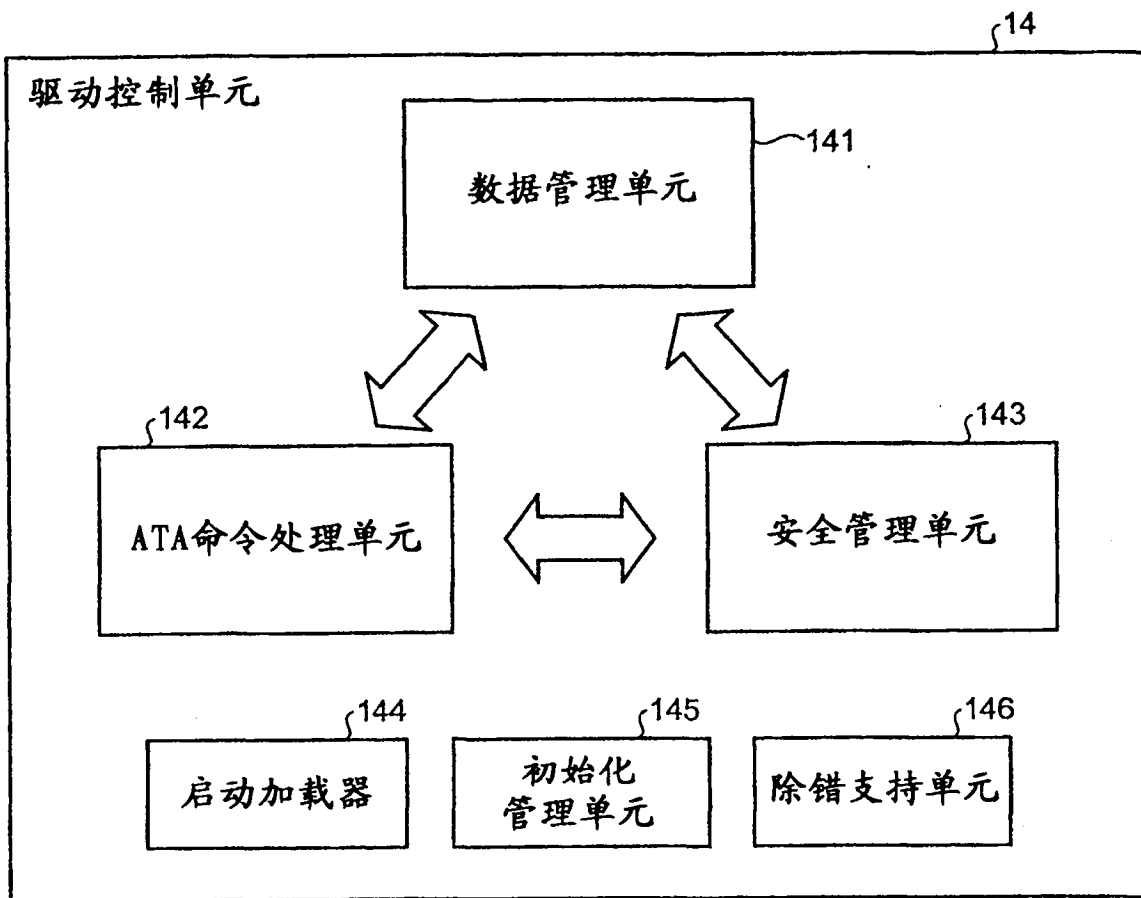 14
驱动控制单元
141
数据管理单元
142
143
ATA命令处理单元
安全管理单元
144
145
146
启动加载器
初始化
管理单元
除错支持单元